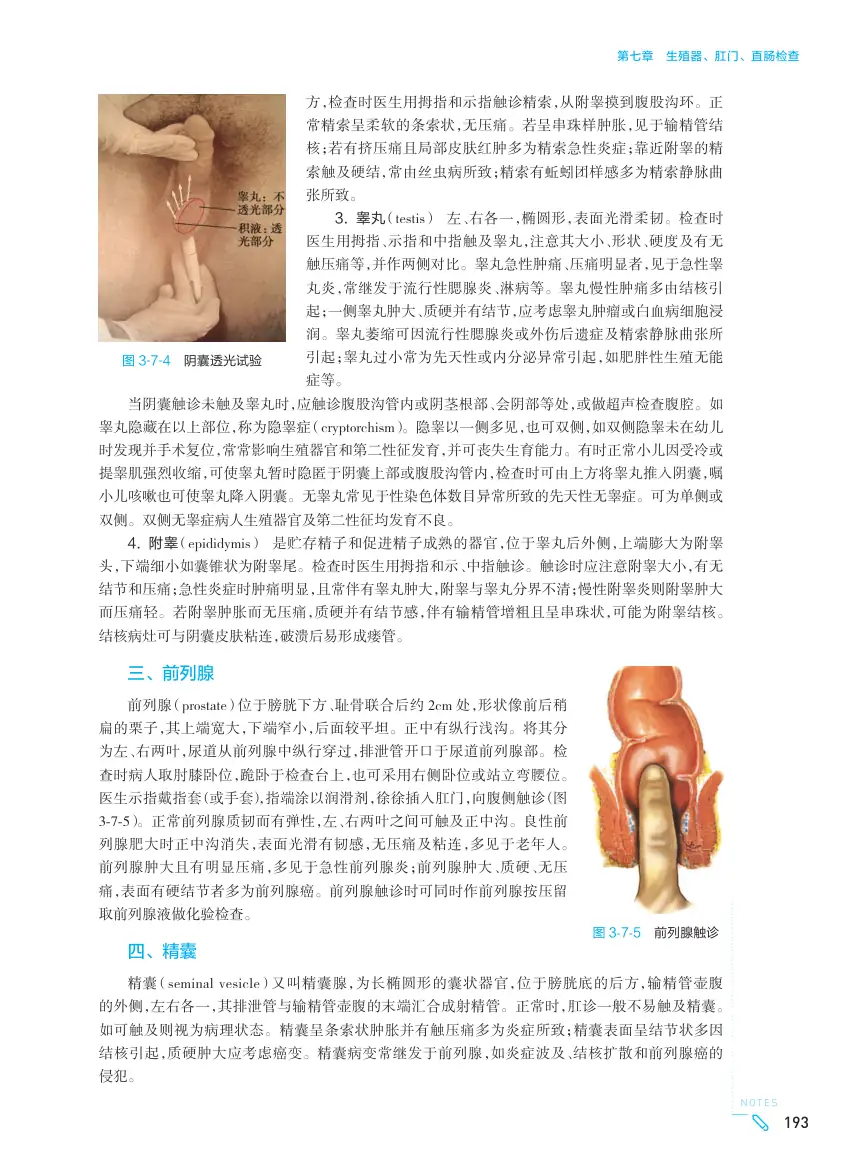 第七章 生殖器、肛门、直肠检查
睾丸：不
透光部分
积液：透
光部分
图 3-7-4 阴囊透光试验
方，检查时医生用拇指和示指触诊精索，从附睾摸到腹股沟环。正
常精索呈柔软的条索状，无压痛。若呈串珠样肿胀，见于输精管结
核；若有挤压痛且局部皮肤红肿多为精索急性炎症；靠近附睾的精
索触及硬结，常由丝虫病所致；精索有蚯蚓团样感多为精索静脉曲
张所致。
3. 睾丸（testis） 左、右各一，椭圆形，表面光滑柔韧。检查时
医生用拇指、示指和中指触及睾丸，注意其大小、形状、硬度及有无
触压痛等，并作两侧对比。睾丸急性肿痛、压痛明显者，见于急性睾
丸炎，常继发于流行性腮腺炎、淋病等。睾丸慢性肿痛多由结核引
起；一侧睾丸肿大、质硬并有结节，应考虑睾丸肿瘤或白血病细胞浸
润。睾丸萎缩可因流行性腮腺炎或外伤后遗症及精索静脉曲张所
引起；睾丸过小常为先天性或内分泌异常引起，如肥胖性生殖无能
症等。
当阴囊触诊未触及睾丸时，应触诊腹股沟管内或阴茎根部、会阴部等处，或做超声检查腹腔。如
睾丸隐藏在以上部位，称为隐睾症（cryptorchism）。隐睾以一侧多见，也可双侧，如双侧隐睾未在幼儿
时发现并手术复位，常常影响生殖器官和第二性征发育，并可丧失生育能力。有时正常小儿因受冷或
提睾肌强烈收缩，可使睾丸暂时隐匿于阴囊上部或腹股沟管内，检查时可由上方将睾丸推入阴囊，嘱
小儿咳嗽也可使睾丸降入阴囊。无睾丸常见于性染色体数目异常所致的先天性无睾症。可为单侧或
双侧。双侧无睾症病人生殖器官及第二性征均发育不良。
4. 附睾（epididymis） 是贮存精子和促进精子成熟的器官，位于睾丸后外侧，上端膨大为附睾
头，下端细小如囊锥状为附睾尾。检查时医生用拇指和示、中指触诊。触诊时应注意附睾大小，有无
结节和压痛；急性炎症时肿痛明显，且常伴有睾丸肿大，附睾与睾丸分界不清；慢性附睾炎则附睾肿大
而压痛轻。若附睾肿胀而无压痛，质硬并有结节感，伴有输精管增粗且呈串珠状，可能为附睾结核。
结核病灶可与阴囊皮肤粘连，破溃后易形成瘘管。
三、前列腺
前列腺（prostate）位于膀胱下方、耻骨联合后约 2cm 处，形状像前后稍
扁的栗子，其上端宽大，下端窄小，后面较平坦。正中有纵行浅沟。将其分
为左、右两叶，尿道从前列腺中纵行穿过，排泄管开口于尿道前列腺部。检
查时病人取肘膝卧位，跪卧于检查台上，也可采用右侧卧位或站立弯腰位。
医生示指戴指套（或手套），指端涂以润滑剂，徐徐插入肛门，向腹侧触诊（图
3-7-5）。正常前列腺质韧而有弹性，左、右两叶之间可触及正中沟。良性前
列腺肥大时正中沟消失，表面光滑有韧感，无压痛及粘连，多见于老年人。
前列腺肿大且有明显压痛，多见于急性前列腺炎；前列腺肿大、质硬、无压
痛，表面有硬结节者多为前列腺癌。前列腺触诊时可同时作前列腺按压留
取前列腺液做化验检查。
图 3-7-5 前列腺触诊
四、精囊
精囊（seminal vesicle）又叫精囊腺，为长椭圆形的囊状器官，位于膀胱底的后方，输精管壶腹
的外侧，左右各一，其排泄管与输精管壶腹的末端汇合成射精管。正常时，肛诊一般不易触及精囊。
如可触及则视为病理状态。精囊呈条索状肿胀并有触压痛多为炎症所致；精囊表面呈结节状多因
结核引起，质硬肿大应考虑癌变。精囊病变常继发于前列腺，如炎症波及、结核扩散和前列腺癌的
侵犯。
NOTES
193